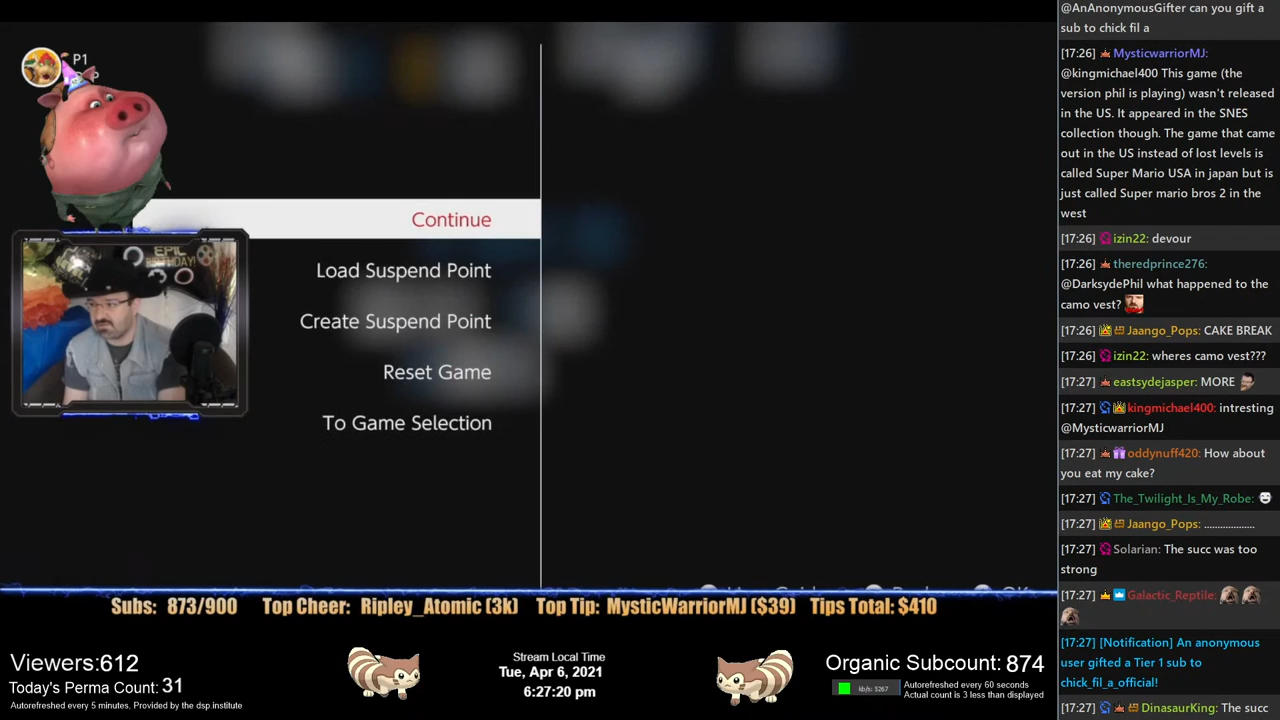 P1
Continue
Load Suspend Point
Create Suspend Point
Reset Game
To Game Selection
EPIC
BIRTHDAY!
Subs: 873/900 Top Cheer: Ripley_Atomic (3k) Top Tip: MysticWarriorMJ ($39) Tips Total: $410
Viewers:612
Today's Perma Count: 31
Autorefreshed every 5 minutes. Provided by the dsp.institute
Stream Local Time
Tue, Apr 6, 2021
6:27:20 pm
Organic Subcount: 874
kb/s: 5267
Autorefreshed every 60 seconds
Actual count is 3 less than displayed
@AnAnonymousGifter can you gift a
sub to chick fil a
[17:26] MysticwarriorMJ:
@kingmichael400 This game (the
version phil is playing) wasn't released
in the US. It appeared in the SNES
collection though. The game that came
out in the US instead of lost levels is
called Super Mario USA in japan but is
just called Super mario bros 2 in the
west
[17:26] izin22: devour
[17:26] theredprince276:
@DarksydePhil what happened to the
camo vest?
[17:26] Jaango_Pops: CAKE BREAK
[17:26] izin22: wheres camo vest???
[17:27] eastsydejasper: MORE
[17:27] kingmichael400: intresting
@MysticwarriorMJ
[17:27] oddynuff420: How about
you eat my cake?
[17:27] The_Twilight_Is_My_Robe:
[17:27] Jaango_Pops: ...................
[17:27] Solarian: The succ was too
strong
[17:27] Galactic_Reptile:
[17:27] [Notification] An anonymous
user gifted a Tier 1 sub to
chick_fil_a_official!
[17:27] DinasaurKing: The succ